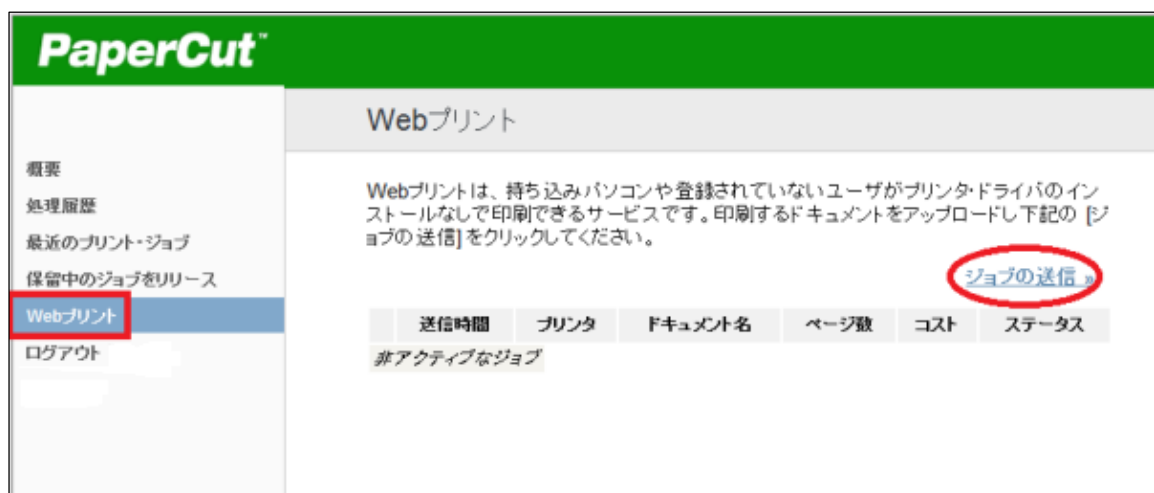 PaperCut™
Webプリント
概要
処理履歴
最近のプリント・ジョブ
保留中のジョブをリリース
Webプリント
ログアウト
Webプリントは、持ち込みパソコンや登録されていないユーザがプリンタ・ドライバのイン
ストールなしで印刷できるサービスです。印刷するドキュメントをアップロードし下記の [ジ
ョブの送信] をクリックしてください。
ジョブの送信 »
送信時間 プリンタ ドキュメント名 ページ数 コスト ステータス
非アクティブなジョブ